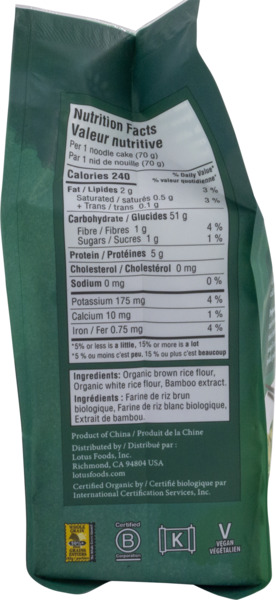 Nutrition Facts
Valeur nutritive
Per 1 noodle cake (70 g)
Par 1 nid de nouille (70 g)
Calories 240
% Daily Value*
% valeur quotidienne*
Fat / Lipides 2 g 3 %
Saturated / saturés 0.5 g 3 %
+ Trans / trans 0.1 g
Carbohydrate / Glucides 51 g
Fibre / Fibres 1 g 4 %
Sugars / Sucres 1 g 1 %
Protein / Protéines 5 g
Cholesterol / Cholestérol 0 mg
Sodium 0 mg 0 %
Potassium 175 mg 4 %
Calcium 10 mg 1 %
Iron / Fer 0.75 mg 4 %
*5% or less is a little, 15% or more is a lot
*5 % ou moins c'est peu, 15 % ou plus c'est beaucoup
Ingredients: Organic brown rice flour,
Organic white rice flour, Bamboo extract.
Ingrédients : Farine de riz brun
biologique, Farine de riz blanc biologique,
Extrait de bambou.
Product of China / Produit de la Chine
Distributed by / Distribué par :
Lotus Foods, Inc.
Richmond, CA 94804 USA
lotusfoods.com
Certified Organic by / Certifié biologique par
International Certification Services, Inc.
WHOLE
GRAIN
Certified
B
Corporation
K
V
VEGAN
VÉGÉTALIEN